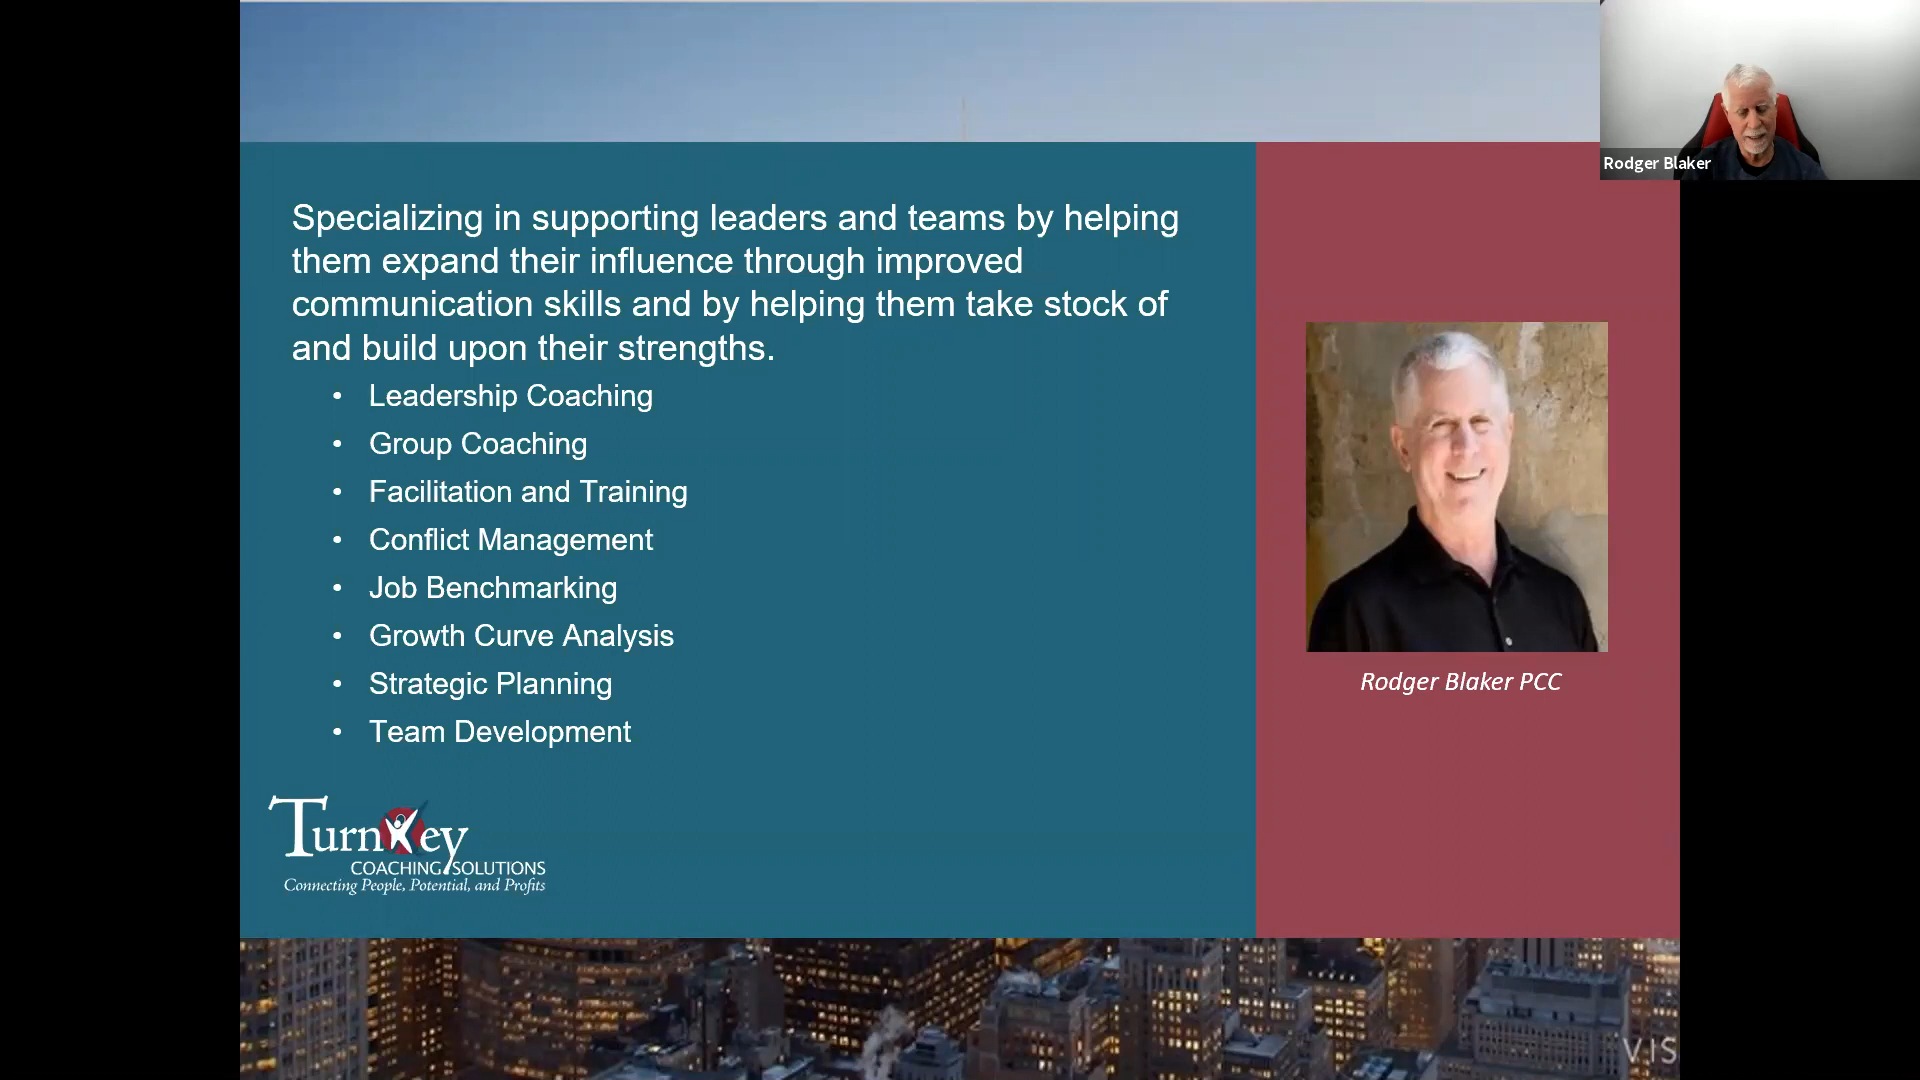 Rodger Blaker
Specializing in supporting leaders and teams by helping
them expand their influence through improved
communication skills and by helping them take stock of
and build upon their strengths.
• Leadership Coaching
• Group Coaching
• Facilitation and Training
• Conflict Management
• Job Benchmarking
• Growth Curve Analysis
• Strategic Planning
• Team Development
Rodger Blaker PCC
TurnKey
COACHING SOLUTIONS
Connecting People, Potential, and Profits
VIS